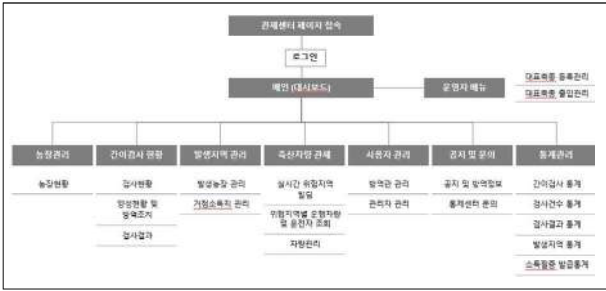 관제센터 페이지 접속
로그인
메인 (대시보드)
운영자 메뉴
대표축종 등록관리
대표축종 출입관리
농장관리
간이검사 현황
발생지역 관리
축산차량 관제
사용자 관리
공지 및 문의
통계관리
농장현황
검사현황
양성현황 및
방역조치
검사결과
발생농장 관리
거점소독지 관리
실시간 위험지역
알림
위험지역별 운행차량
및 운전자 조회
차량관리
방역관 관리
관리자 관리
공지 및 방역정보
통제센터 문의
간이검사 통계
검사건수 통계
검사결과 통계
발생지역 통계
소독필증 발급통계